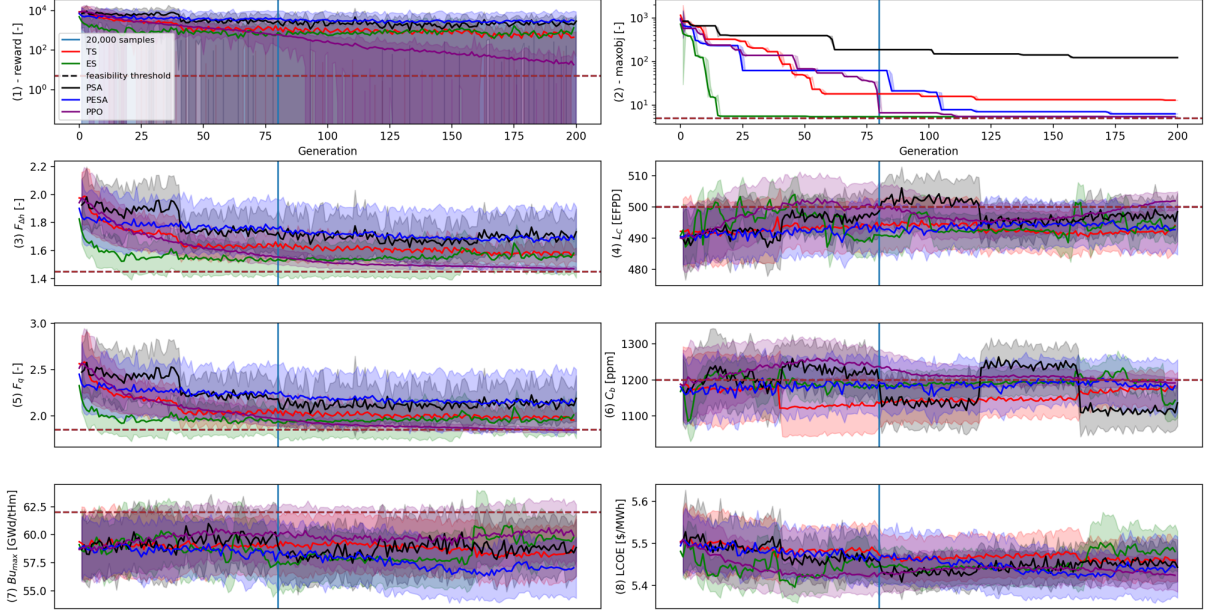 (1) - reward [-]
10⁴
10²
10⁰
20,000 samples
TS
ES
feasibility threshold
PSA
PESA
PPO
0 25 50 75 100 125 150 175 200
Generation
(2) - maxobj [-]
10³
10²
10¹
0 25 50 75 100 125 150 175 200
Generation
(3) F_Δh [-]
2.2
2.0
1.8
1.6
1.4
(4) L_c [EFPD]
510
500
490
480
(5) F_q [-]
3.0
2.5
2.0
(6) C_b [ppm]
1300
1200
1100
(7) Bu_max [GWd/tHm]
62.5
60.0
57.5
55.0
(8) LCOE [$/MWh]
5.6
5.5
5.4